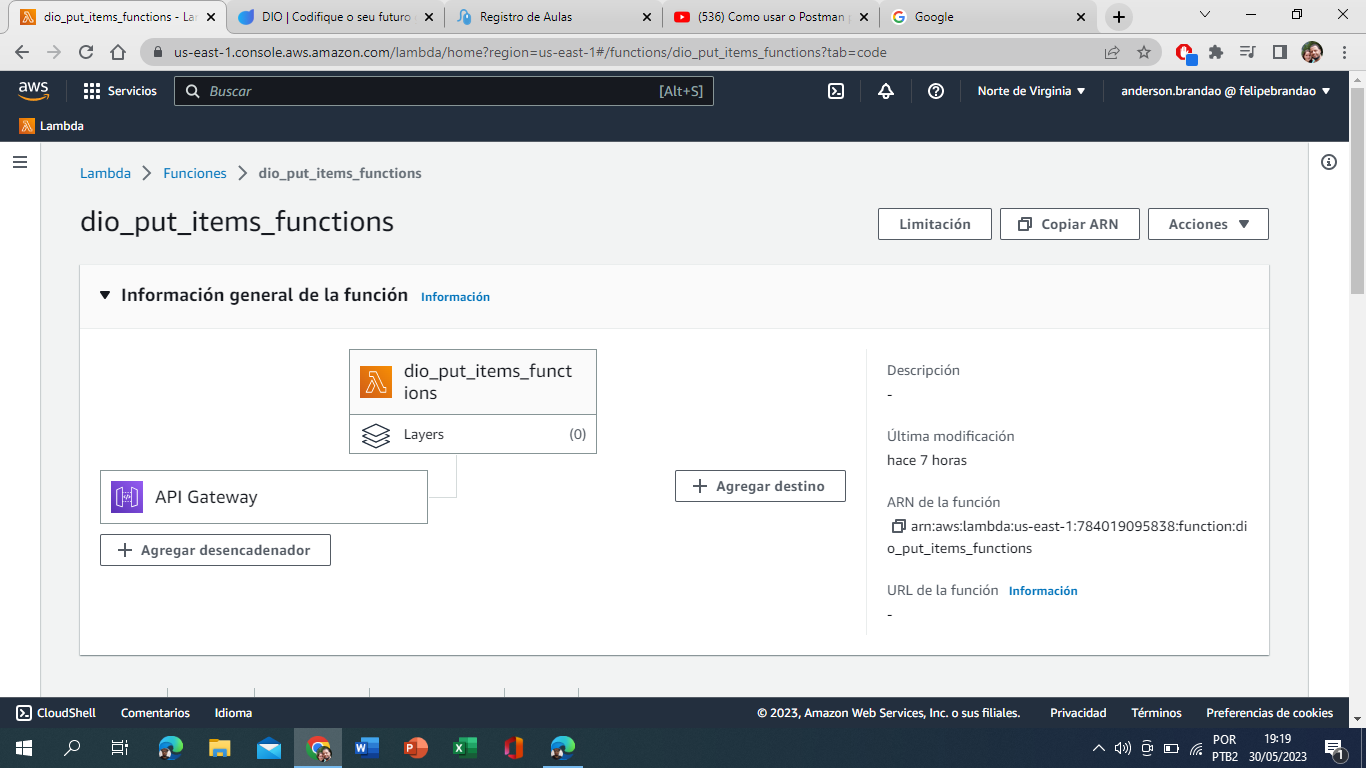 dio_put_items_functions - La
DIO | Codifique o seu futuro
Registro de Aulas
(536) Como usar o Postman
Google
us-east-1.console.aws.amazon.com/lambda/home?region=us-east-1#/functions/dio_put_items_functions?tab=code
aws
Servicios
Buscar
[Alt+S]
Norte de Virginia
anderson.brandao @ felipebrandao
Lambda
Lambda
Funciones
dio_put_items_functions
dio_put_items_functions
Limitación
Copiar ARN
Acciones
Información general de la función
Información
dio_put_items_funct
ions
Layers
(0)
API Gateway
Agregar desencadenador
Agregar destino
Descripción
-
Última modificación
hace 7 horas
ARN de la función
arn:aws:lambda:us-east-1:784019095838:function:di
o_put_items_functions
URL de la función
Información
-
CloudShell
Comentarios
Idioma
© 2023, Amazon Web Services, Inc. o sus filiales.
Privacidad
Términos
Preferencias de cookies
POR
PTB2
19:19
30/05/2023
1